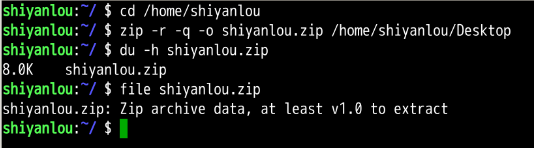 shiyanlou:~/ $ cd /home/shiyanlou
shiyanlou:~/ $ zip -r -q -o shiyanlou.zip /home/shiyanlou/Desktop
shiyanlou:~/ $ du -h shiyanlou.zip
8.0K    shiyanlou.zip
shiyanlou:~/ $ file shiyanlou.zip
shiyanlou.zip: Zip archive data, at least v1.0 to extract
shiyanlou:~/ $